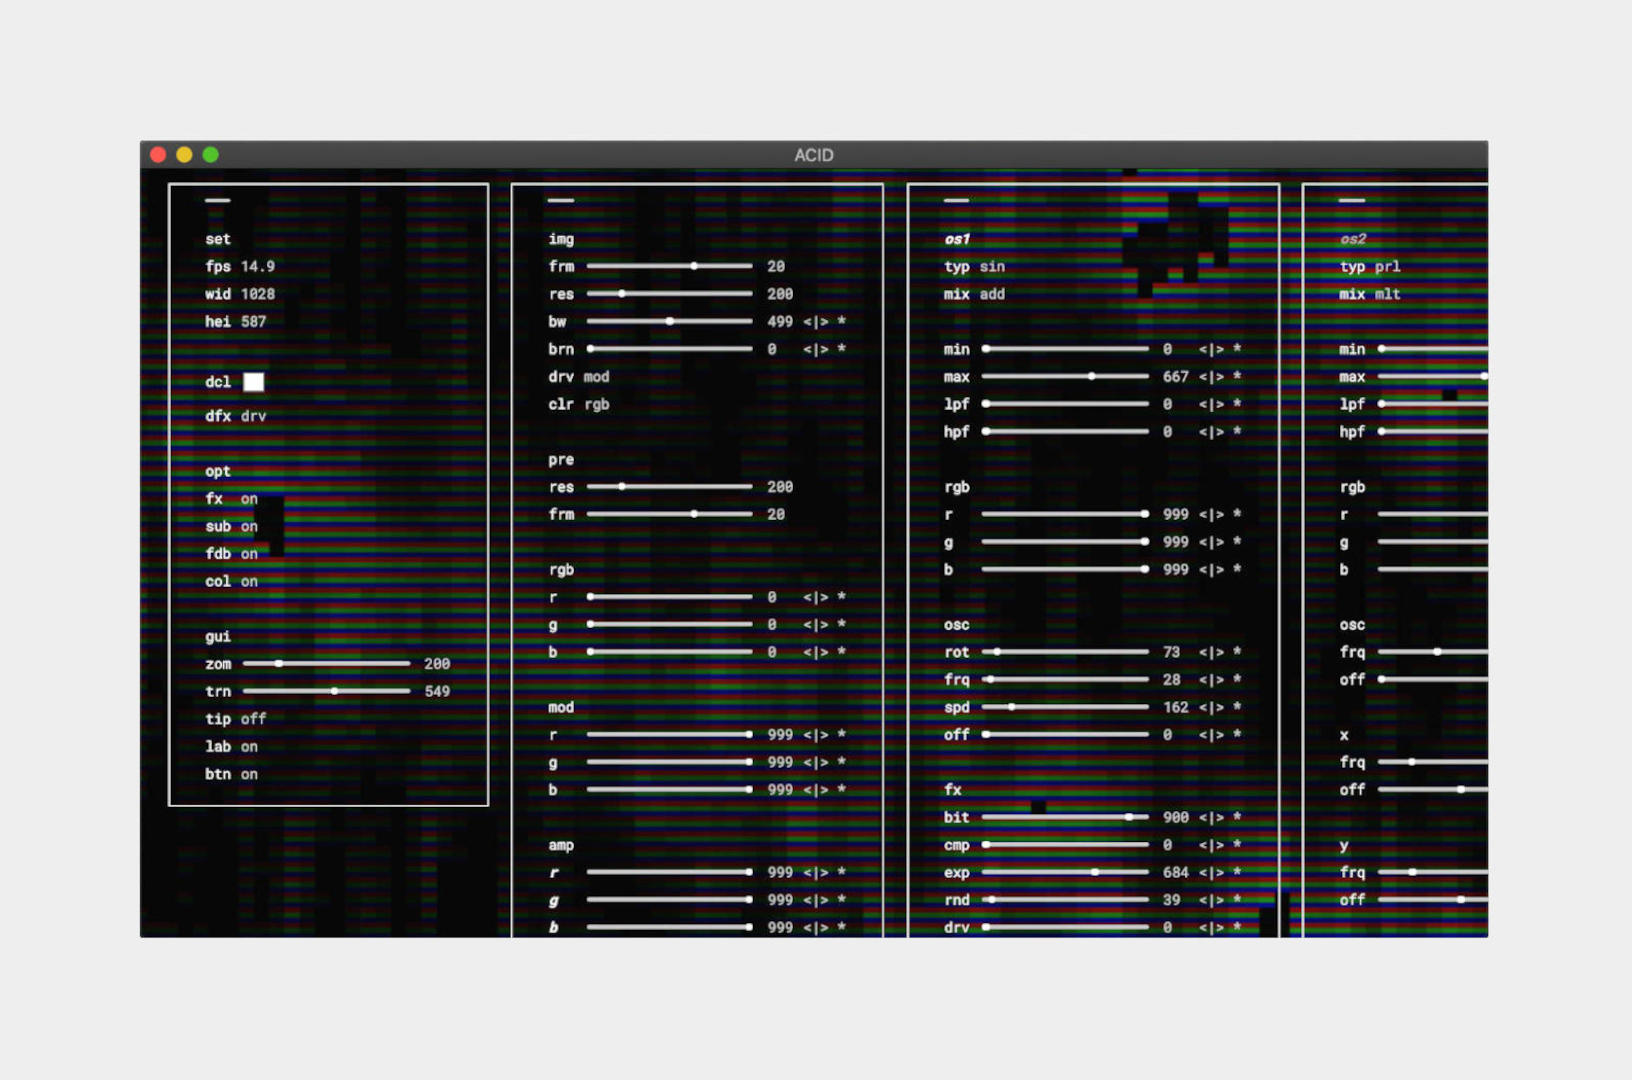 ACID
set
fps 14.9
wid 1028
hei 587
dcl
dfx drv
opt
fx on
sub on
fdb on
col on
gui
zom 200
trn 549
tip off
lab on
btn on
img
frm 20
res 200
bw 499 <|> *
brn 0 <|> *
drv mod
clr rgb
pre
res 200
frm 20
rgb
r 0 <|> *
g 0 <|> *
b 0 <|> *
mod
r 999 <|> *
g 999 <|> *
b 999 <|> *
amp
r 999 <|> *
g 999 <|> *
b 999 <|> *
os1
typ sin
mix add
min 0 <|> *
max 667 <|> *
lpf 0 <|> *
hpf 0 <|> *
rgb
r 999 <|> *
g 999 <|> *
b 999 <|> *
osc
rot 73 <|> *
frq 28 <|> *
spd 162 <|> *
off 0 <|> *
fx
bit 900 <|> *
cmp 0 <|> *
exp 684 <|> *
rnd 39 <|> *
drv 0 <|> *
os2
typ prl
mix mlt
min
max
lpf
hpf
rgb
r
g
b
osc
frq
off
x
frq
off
y
frq
off